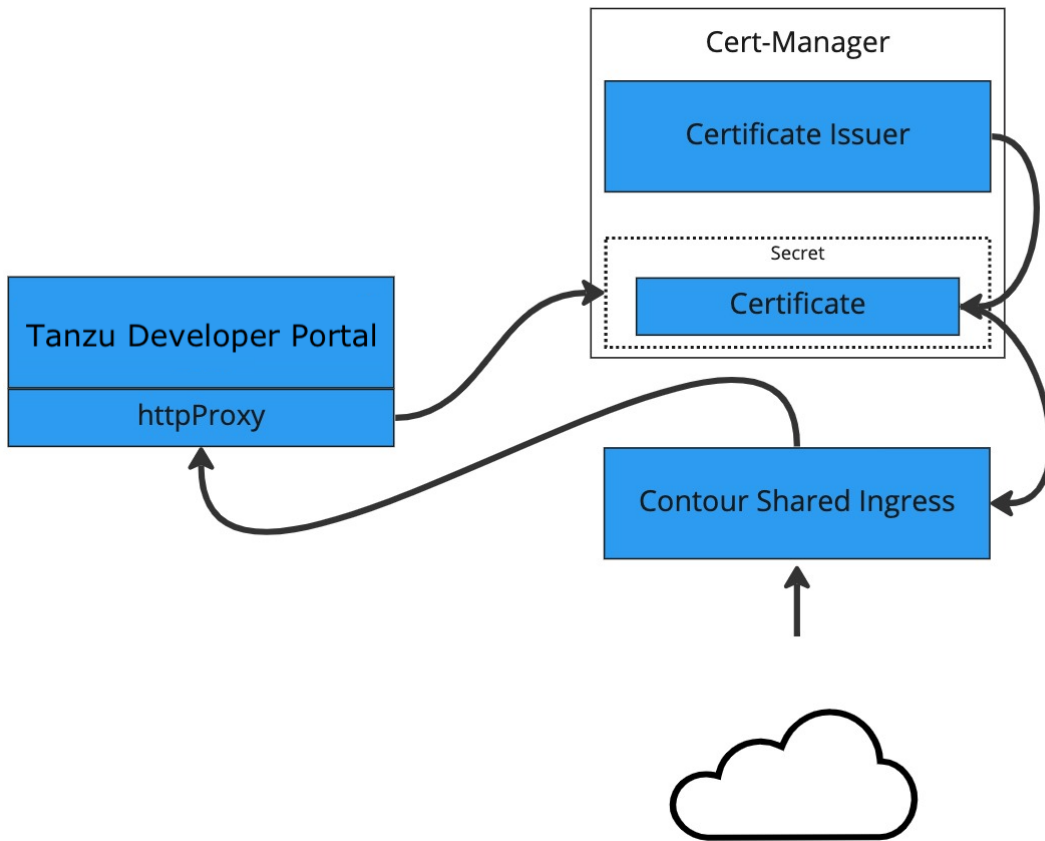 Cert-Manager
Certificate Issuer
Secret
Certificate
Tanzu Developer Portal
httpProxy
Contour Shared Ingress